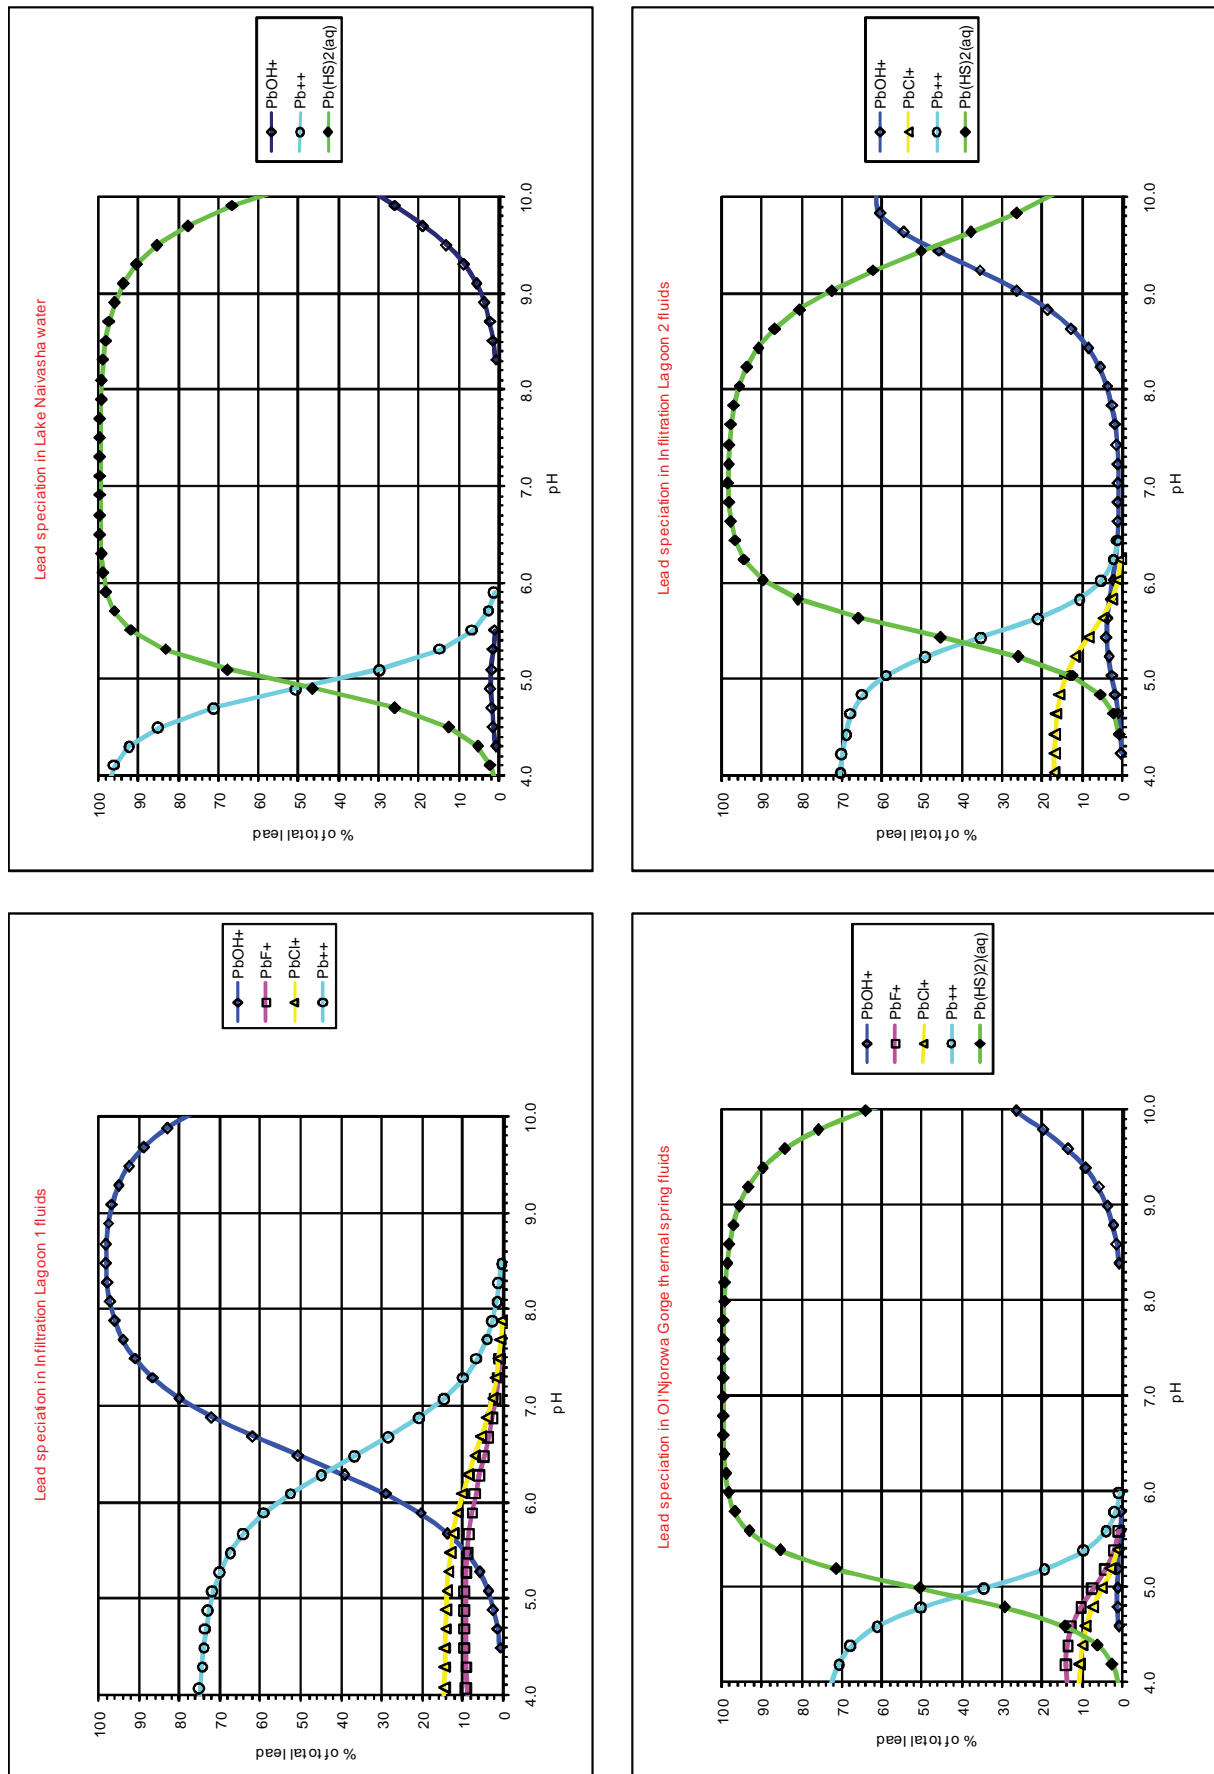 Lead speciation in Infiltration Lagoon 1 fluids
% of total lead
100
90
80
70
60
50
40
30
20
10
0
4.0 5.0 6.0 7.0 8.0 9.0 10.0
pH
PbOH+
PbF+
PbCl+
Pb++
Lead speciation in Lake Naivasha water
% of total lead
100
90
80
70
60
50
40
30
20
10
0
4.0 5.0 6.0 7.0 8.0 9.0 10.0
pH
PbOH+
Pb++
Pb(HS)2(aq)
Lead speciation in Ol'Njorowa Gorge thermal spring fluids
% of total lead
100
90
80
70
60
50
40
30
20
10
0
4.0 5.0 6.0 7.0 8.0 9.0 10.0
pH
PbOH+
PbF+
PbCl+
Pb++
Pb(HS)2)(aq)
Lead speciation in Inflitration Lagoon 2 fluids
% of total lead
100
90
80
70
60
50
40
30
20
10
0
4.0 5.0 6.0 7.0 8.0 9.0 10.0
pH
PbOH+
PbCl+
Pb++
Pb(HS)2(aq)